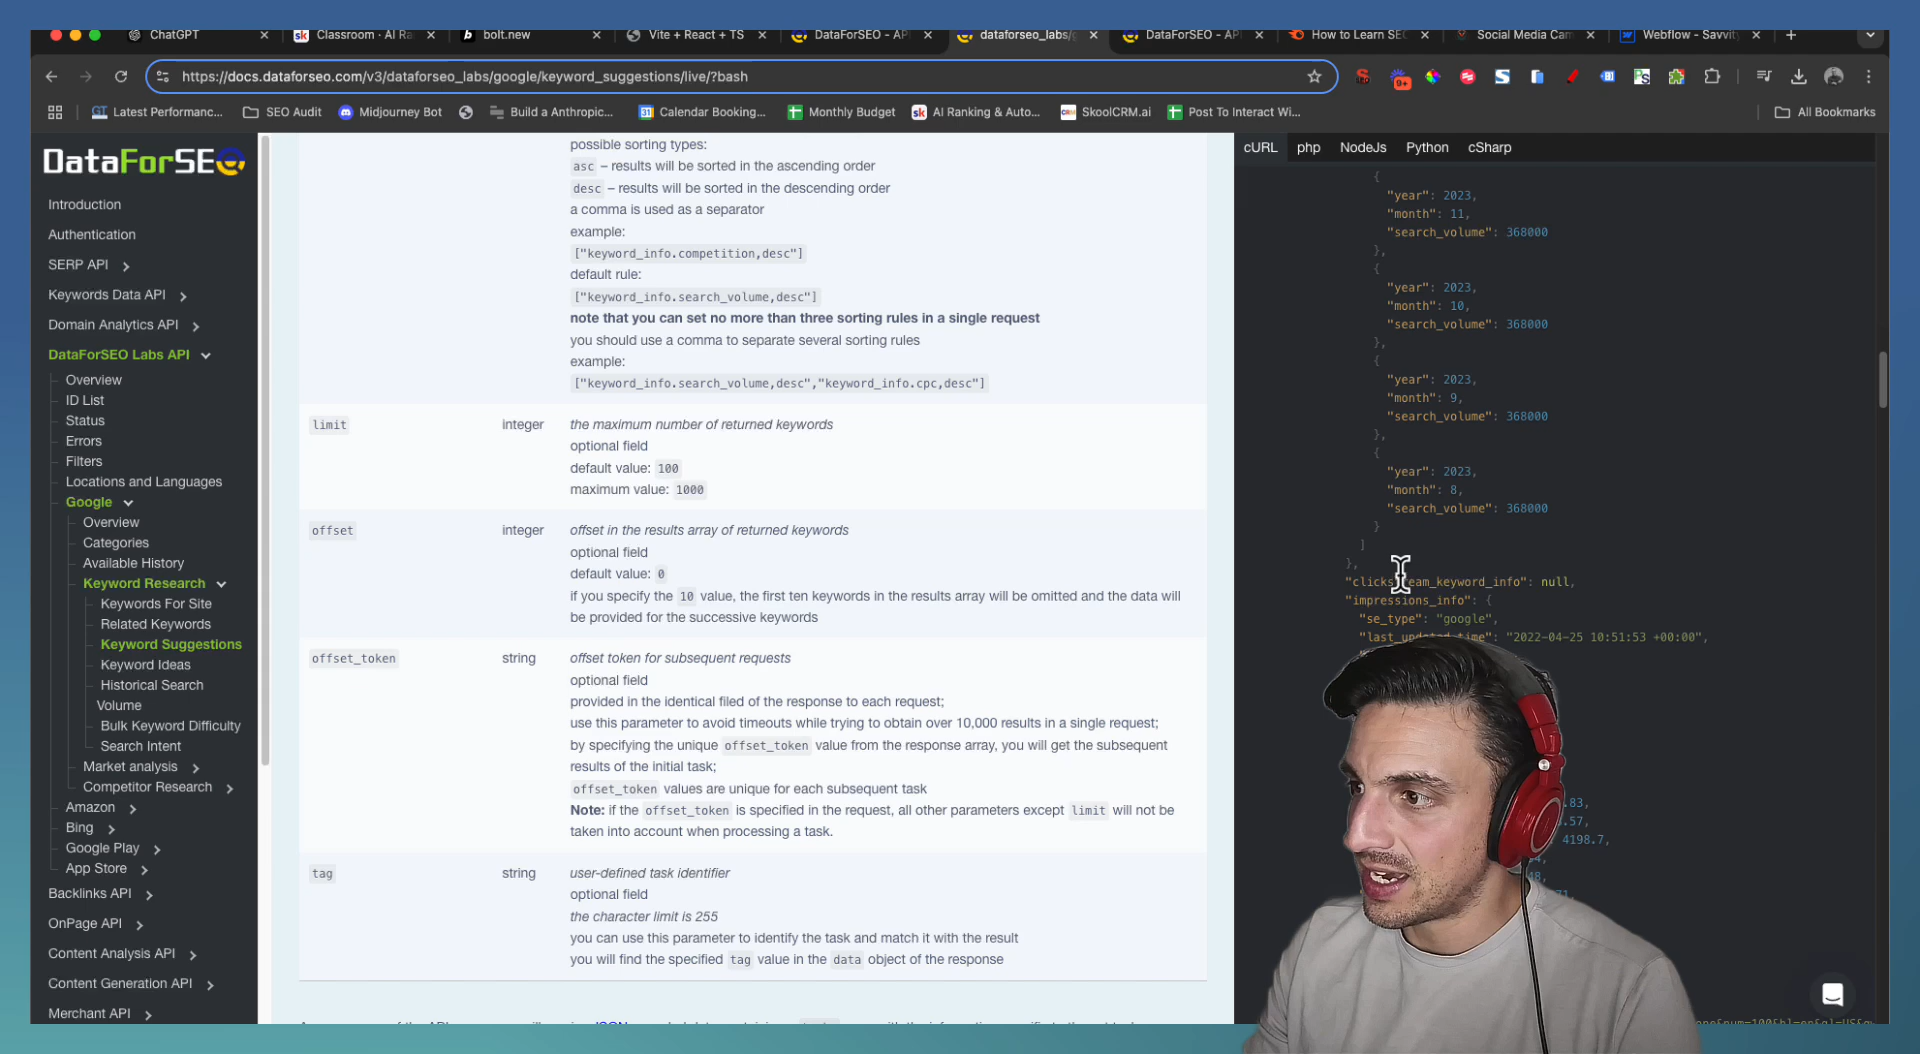 ChatGPT
Classroom - AI Ra
bolt.new
Vite + React + TS
DataForSEO - API
dataforseo_labs/g
DataForSEO - API
How to Learn SEO
Social Media Cam
Webflow - Savvity
https://docs.dataforseo.com/v3/dataforseo_labs/google/keyword_suggestions/live/?bash
Latest Performanc...
SEO Audit
Midjourney Bot
Build a Anthropic...
Calendar Booking...
Monthly Budget
AI Ranking & Auto...
SkoolCRM.ai
Post To Interact Wi...
All Bookmarks
DataForSEO
Introduction
Authentication
SERP API
Keywords Data API
Domain Analytics API
DataForSEO Labs API
Overview
ID List
Status
Errors
Filters
Locations and Languages
Google
Overview
Categories
Available History
Keyword Research
Keywords For Site
Related Keywords
Keyword Suggestions
Keyword Ideas
Historical Search
Volume
Bulk Keyword Difficulty
Search Intent
Market analysis
Competitor Research
Amazon
Bing
Google Play
App Store
Backlinks API
OnPage API
Content Analysis API
Content Generation API
Merchant API
possible sorting types:
asc – results will be sorted in the ascending order
desc – results will be sorted in the descending order
a comma is used as a separator
example:
["keyword_info.competition,desc"]
default rule:
["keyword_info.search_volume,desc"]
note that you can set no more than three sorting rules in a single request
you should use a comma to separate several sorting rules
example:
["keyword_info.search_volume,desc","keyword_info.cpc,desc"]
limit integer the maximum number of returned keywords
optional field
default value: 100
maximum value: 1000
offset integer offset in the results array of returned keywords
optional field
default value: 0
if you specify the 10 value, the first ten keywords in the results array will be omitted and the data will
be provided for the successive keywords
offset_token string offset token for subsequent requests
optional field
provided in the identical filed of the response to each request;
use this parameter to avoid timeouts while trying to obtain over 10,000 results in a single request;
by specifying the unique offset_token value from the response array, you will get the subsequent
results of the initial task;
offset_token values are unique for each subsequent task
Note: if the offset_token is specified in the request, all other parameters except limit will not be
taken into account when processing a task.
tag string user-defined task identifier
optional field
the character limit is 255
you can use this parameter to identify the task and match it with the result
you will find the specified tag value in the data object of the response
cURL php NodeJs Python cSharp
{
"year": 2023,
"month": 11,
"search_volume": 368000
},
{
"year": 2023,
"month": 10,
"search_volume": 368000
},
{
"year": 2023,
"month": 9,
"search_volume": 368000
},
{
"year": 2023,
"month": 8,
"search_volume": 368000
}
]
},
"clickstream_keyword_info": null,
"impressions_info": {
"se_type": "google",
"last_updated_time": "2022-04-25 10:51:53 +00:00",
.83,
.57,
4198.7,